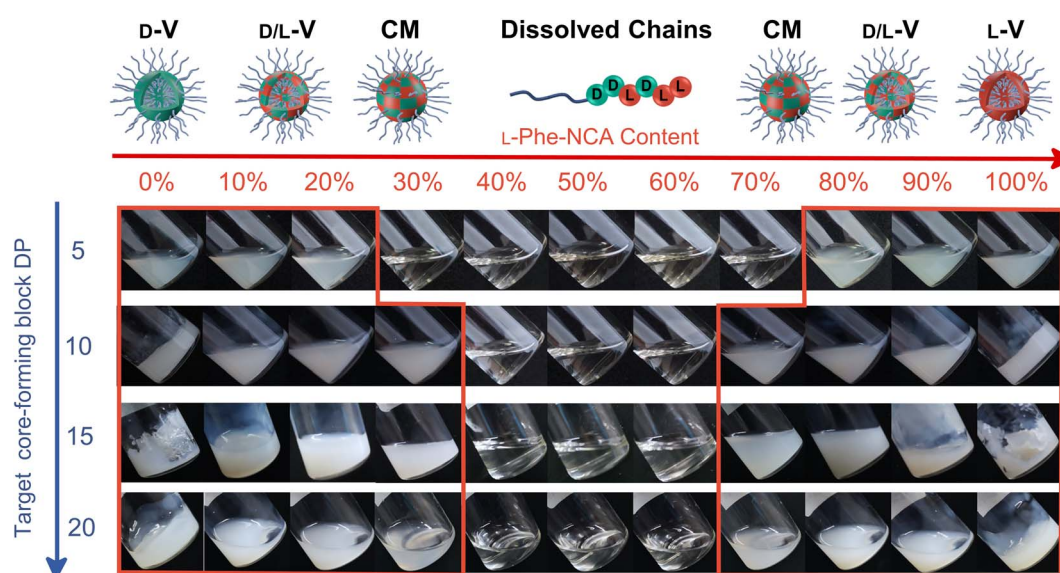 D-V D/L-V CM Dissolved Chains CM D/L-V L-V
D D L D L L
L-Phe-NCA Content
0% 10% 20% 30% 40% 50% 60% 70% 80% 90% 100%
Target core-forming block DP
5
10
15
20